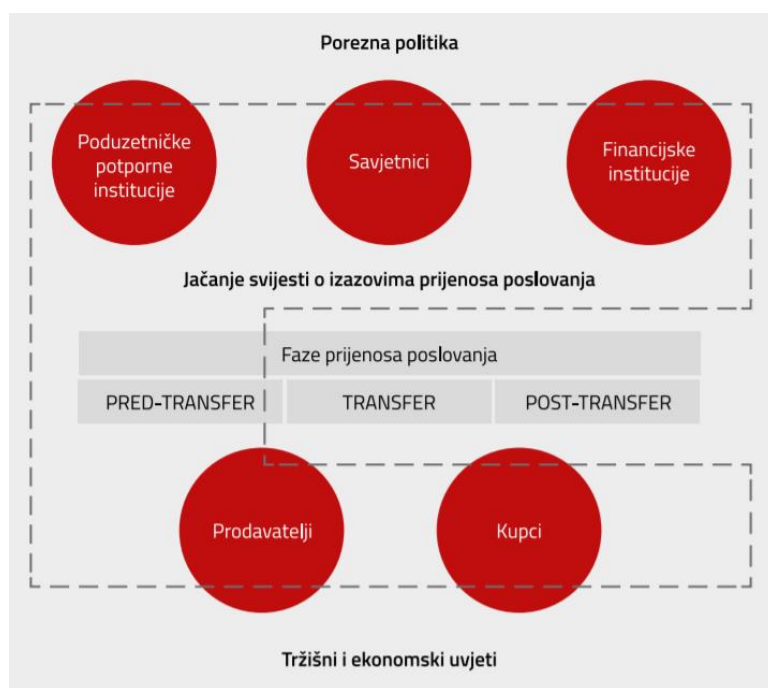 Porezna politika
Poduzetničke
potporne
institucije
Savjetnici
Financijske
institucije
Jačanje svijesti o izazovima prijenosa poslovanja
Faze prijenosa poslovanja
PRED-TRANSFER
TRANSFER
POST-TRANSFER
Prodavatelji
Kupci
Tržišni i ekonomski uvjeti